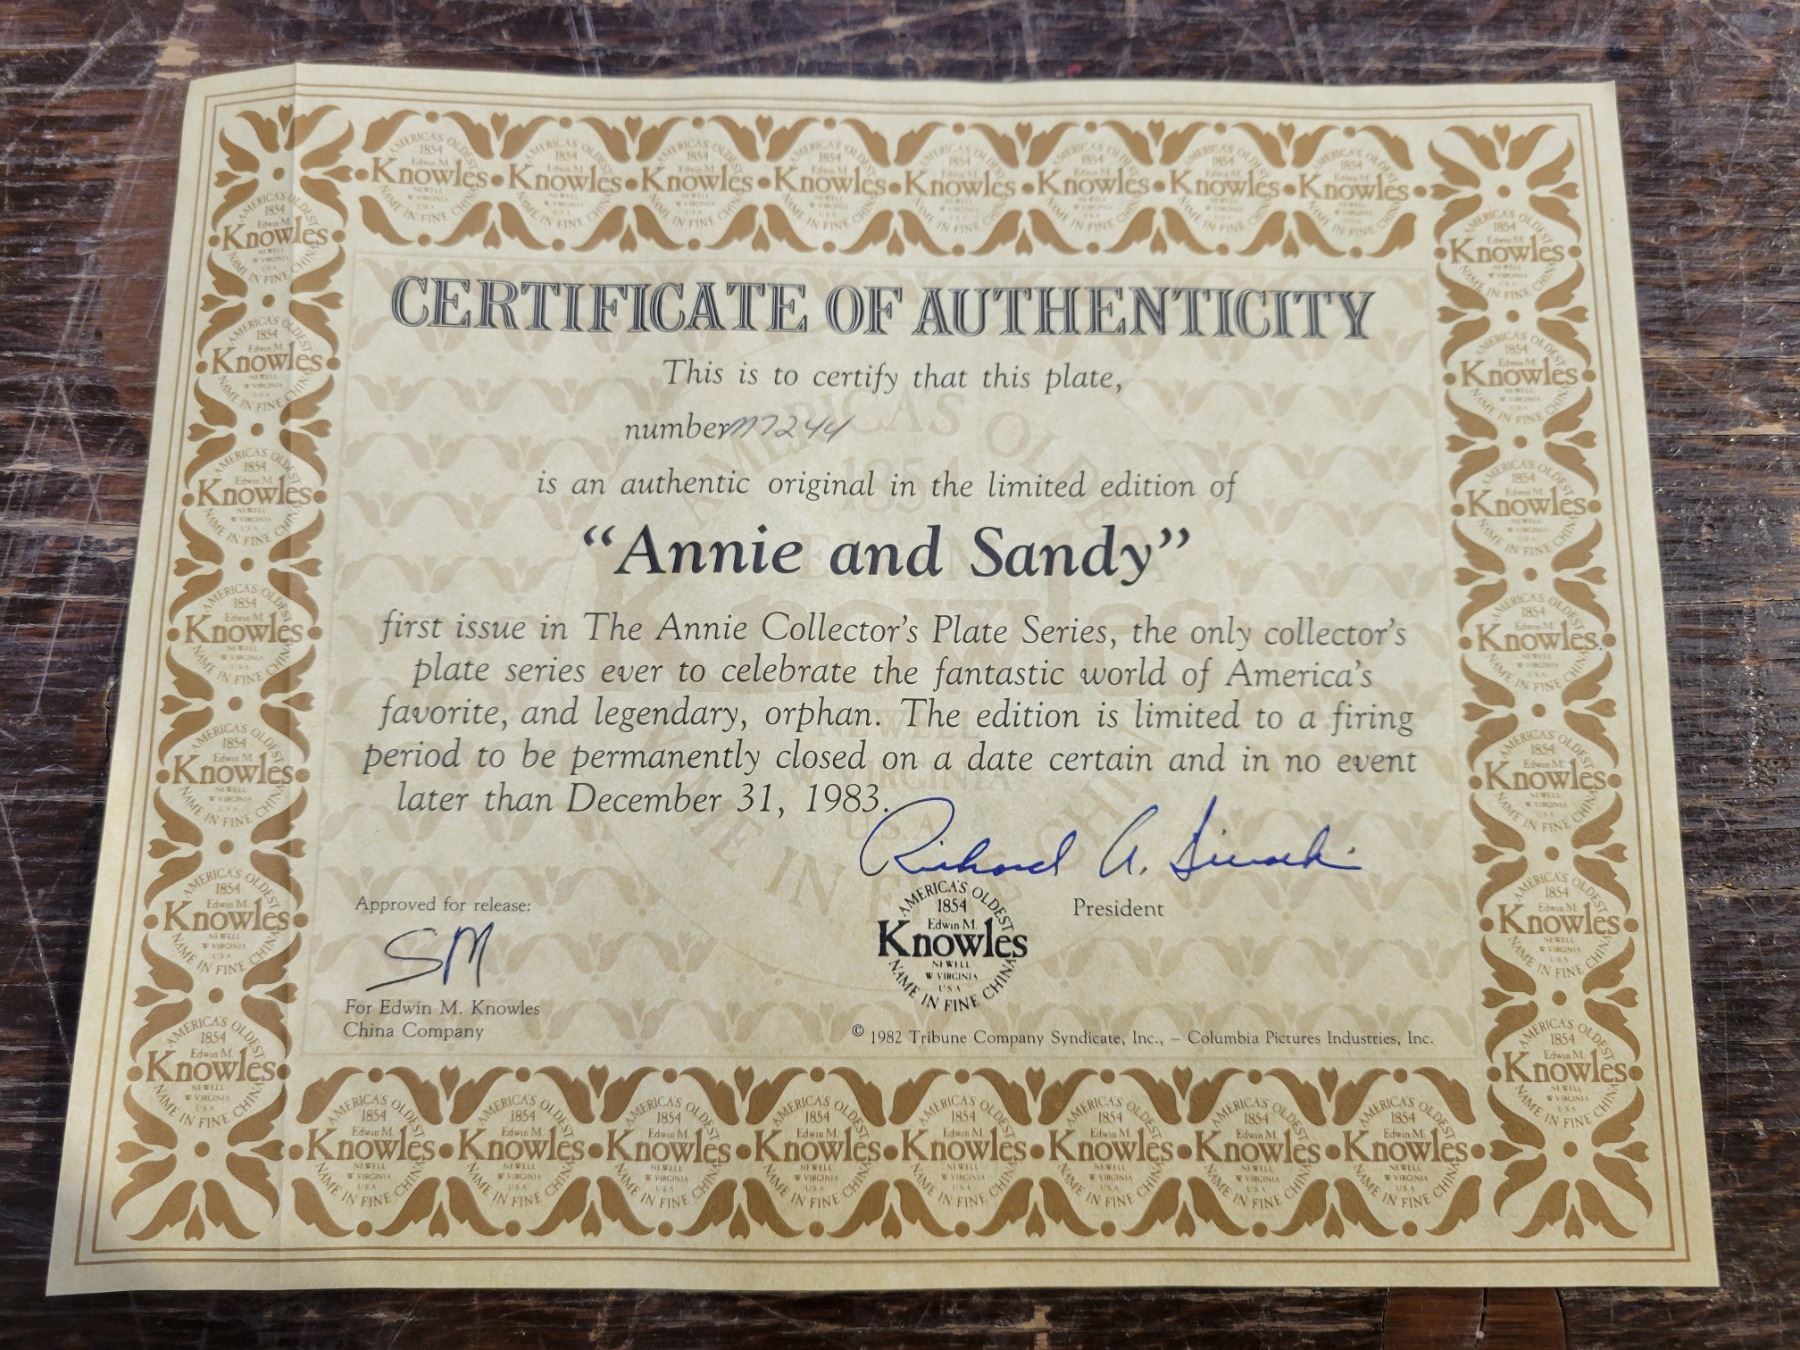 CERTIFICATE OF AUTHENTICITY
This is to certify that this plate,
number M7244
is an authentic original in the limited edition of
“Annie and Sandy”
first issue in The Annie Collector’s Plate Series, the only collector’s
plate series ever to celebrate the fantastic world of America’s
favorite, and legendary, orphan. The edition is limited to a firing
period to be permanently closed on a date certain and in no event
later than December 31, 1983.
Richard A.
President
Approved for release:
SM
For Edwin M. Knowles
China Company
AMERICA'S OLDEST
1854
Edwin M.
Knowles
NEWELL
W VIRGINIA
USA
NAME IN FINE CHINA
© 1982 Tribune Company Syndicate, Inc., – Columbia Pictures Industries, Inc.